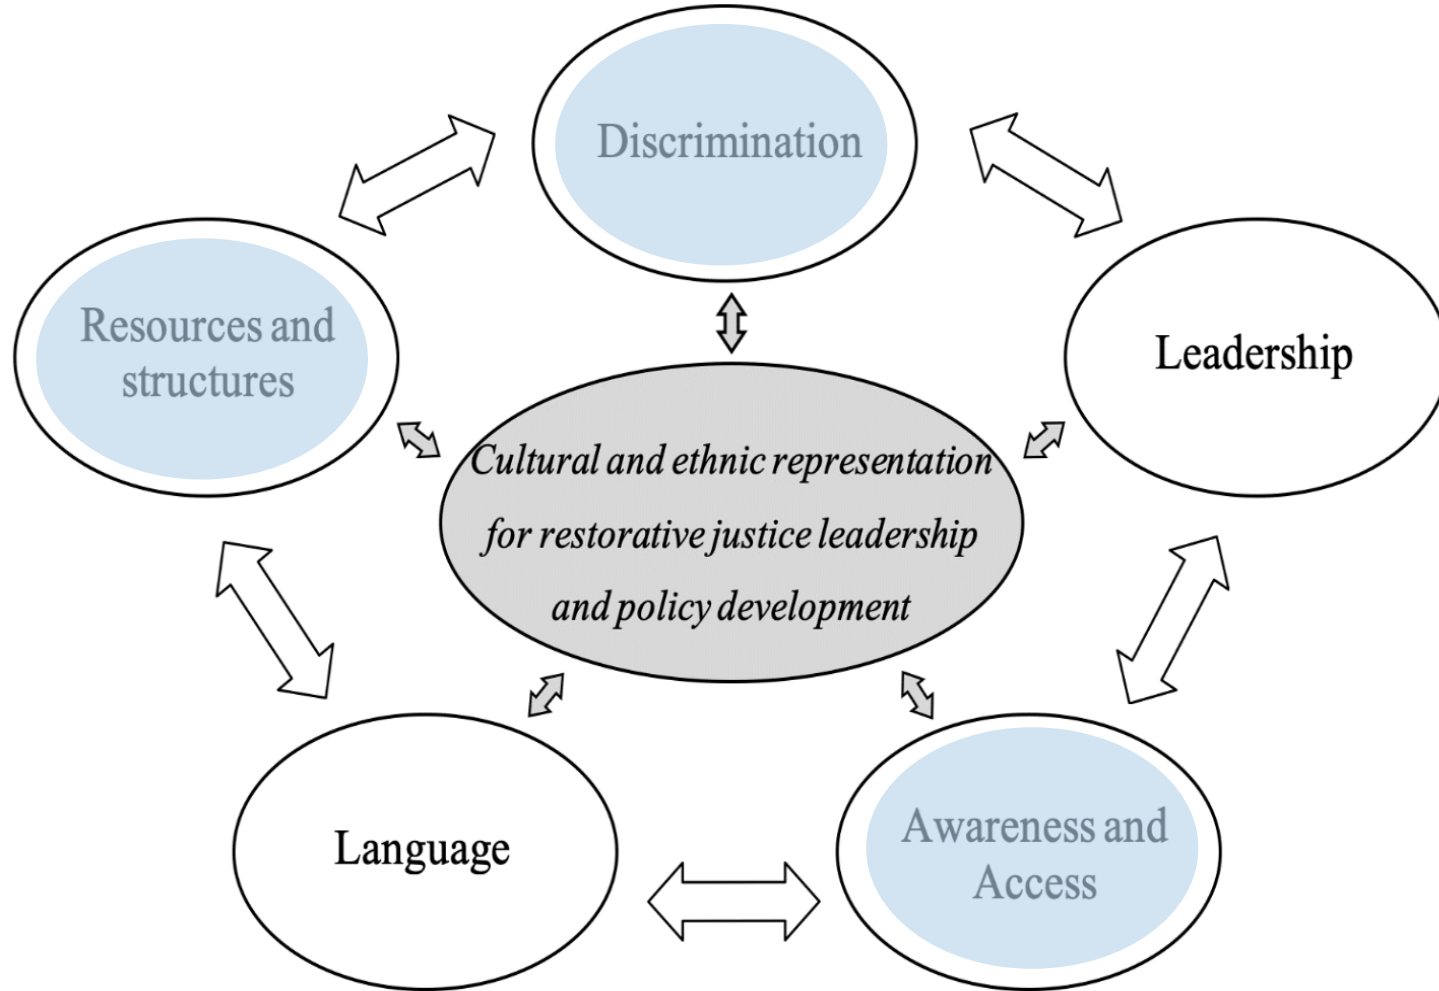 Discrimination
Resources and
structures
Leadership
Cultural and ethnic representation
for restorative justice leadership
and policy development
Language
Awareness and
Access